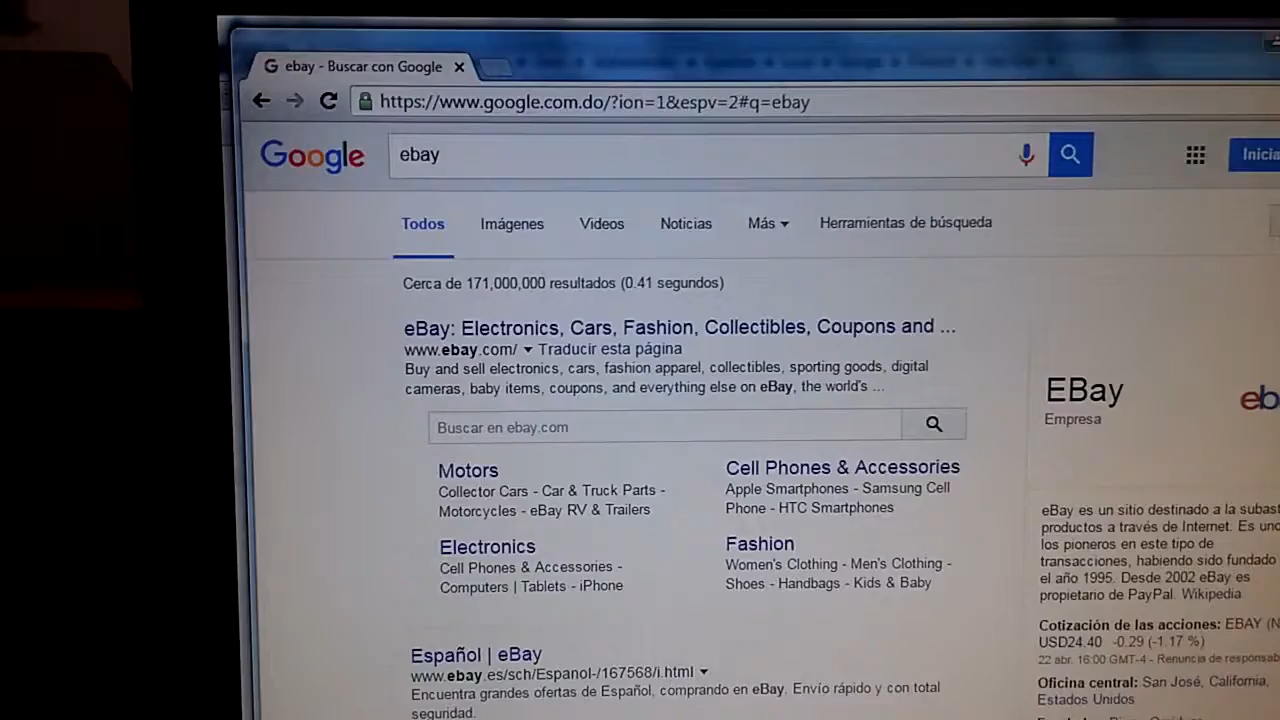 ebay - Buscar con Google
https://www.google.com.do/?ion=1&espv=2#q=ebay
Google
ebay
Inicia
Todos Imágenes Videos Noticias Más Herramientas de búsqueda
Cerca de 171,000,000 resultados (0.41 segundos)
eBay: Electronics, Cars, Fashion, Collectibles, Coupons and ...
www.ebay.com/ Traducir esta página
Buy and sell electronics, cars, fashion apparel, collectibles, sporting goods, digital
cameras, baby items, coupons, and everything else on eBay, the world's ...
Buscar en ebay.com
Motors
Collector Cars - Car & Truck Parts -
Motorcycles - eBay RV & Trailers
Cell Phones & Accessories
Apple Smartphones - Samsung Cell
Phone - HTC Smartphones
Electronics
Cell Phones & Accessories -
Computers | Tablets - iPhone
Fashion
Women's Clothing - Men's Clothing -
Shoes - Handbags - Kids & Baby
Español | eBay
www.ebay.es/sch/Espanol-/167568/i.html
Encuentra grandes ofertas de Español, comprando en eBay. Envío rápido y con total
seguridad.
EBay
Empresa
eb
eBay es un sitio destinado a la subast
productos a través de Internet. Es uno
los pioneros en este tipo de
transacciones, habiendo sido fundado
el año 1995. Desde 2002 eBay es
propietario de PayPal. Wikipedia
Cotización de las acciones: EBAY (N
USD24.40 -0.29 (-1.17 %)
22 abr. 16:00 GMT-4 - Renuncia de responsab
Oficina central: San José, California,
Estados Unidos